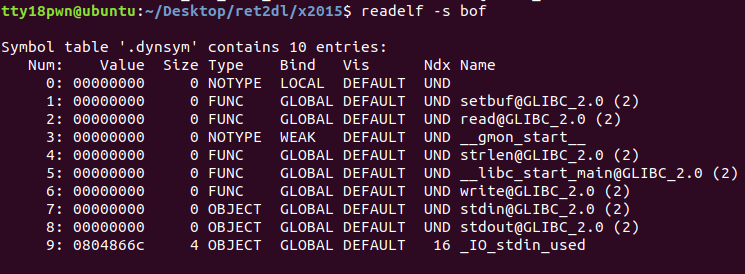 tty18pwn@ubuntu:~/Desktop/ret2dl/x2015$ readelf -s bof
Symbol table '.dynsym' contains 10 entries:
Num: Value Size Type Bind Vis Ndx Name
0: 00000000 0 NOTYPE LOCAL DEFAULT UND
1: 00000000 0 FUNC GLOBAL DEFAULT UND setbuf@GLIBC_2.0 (2)
2: 00000000 0 FUNC GLOBAL DEFAULT UND read@GLIBC_2.0 (2)
3: 00000000 0 NOTYPE WEAK DEFAULT UND __gmon_start__
4: 00000000 0 FUNC GLOBAL DEFAULT UND strlen@GLIBC_2.0 (2)
5: 00000000 0 FUNC GLOBAL DEFAULT UND __libc_start_main@GLIBC_2.0 (2)
6: 00000000 0 FUNC GLOBAL DEFAULT UND write@GLIBC_2.0 (2)
7: 00000000 0 OBJECT GLOBAL DEFAULT UND stdin@GLIBC_2.0 (2)
8: 00000000 0 OBJECT GLOBAL DEFAULT UND stdout@GLIBC_2.0 (2)
9: 0804866c 4 OBJECT GLOBAL DEFAULT 16 _IO_stdin_used